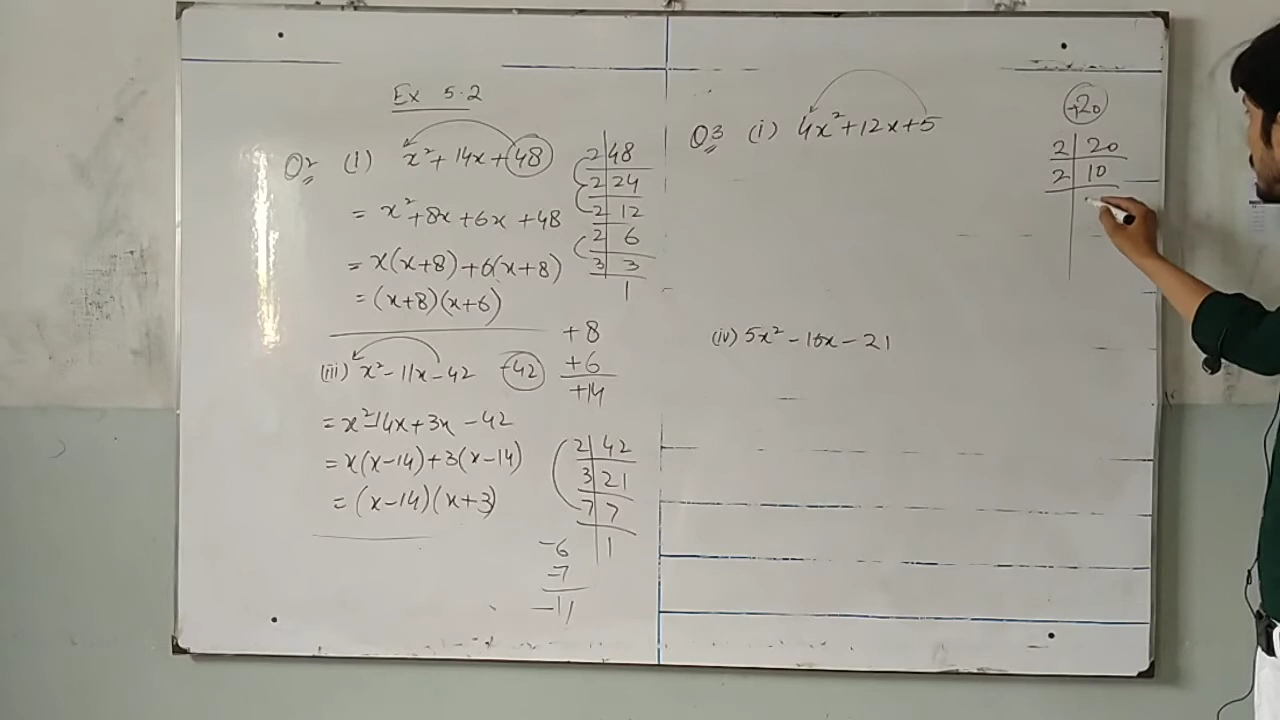 Ex 5.2
Q2 (i) x² + 14x + 48
= x² + 8x + 6x + 48
= x(x+8) + 6(x+8)
= (x+8)(x+6)
2 | 48
2 | 24
2 | 12
2 | 6
3 | 3
1
+8
+6
+14
(iii) x² - 11x - 42
-42
= x² - 14x + 3x - 42
= x(x-14) + 3(x-14)
= (x-14)(x+3)
2 | 42
3 | 21
7 | 7
1
-6
-7
-11
Q3 (i) 4x² + 12x + 5
+20
2 | 20
2 | 10
(iv) 5x² - 16x - 21